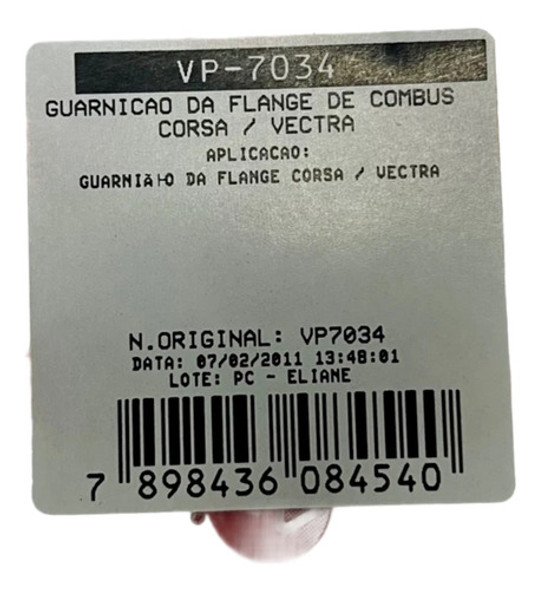 VP-7034
GUARNICAO DA FLANGE DE COMBUS
CORSA / VECTRA
APLICACAO:
GUARNIÃ├O DA FLANGE CORSA / VECTRA
N.ORIGINAL: VP7034
DATA: 07/02/2011 13:48:01
LOTE: PC - ELIANE
7 898436 084540